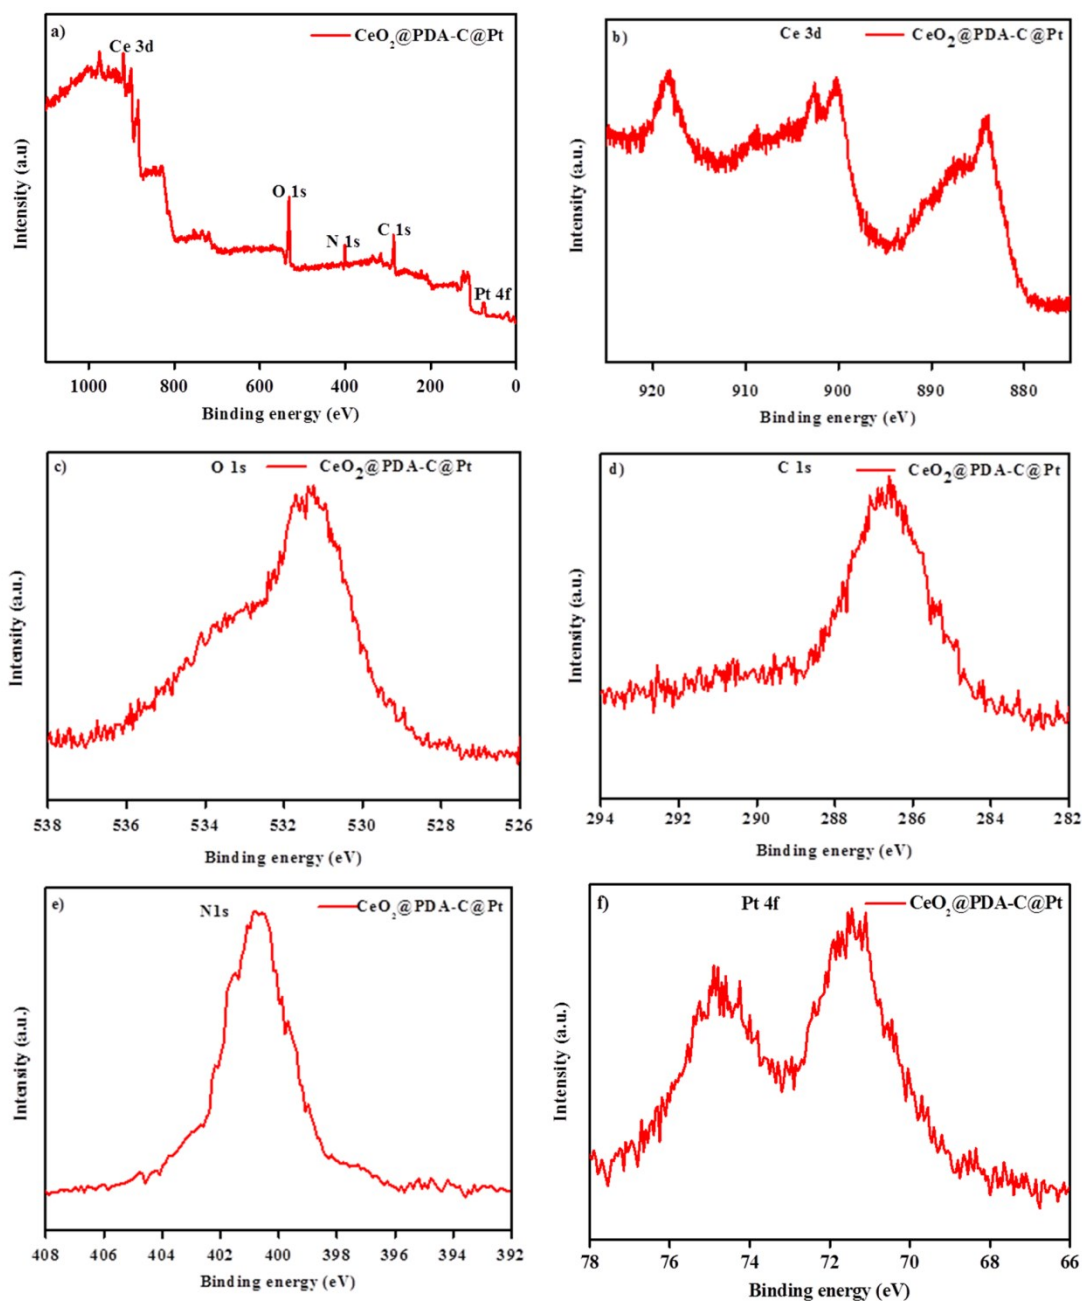 a)
Ce 3d
CeO₂@PDA-C@Pt
O 1s
N 1s
C 1s
Pt 4f
Intensity (a.u)
1000 800 600 400 200 0
Binding energy (eV)
b)
Ce 3d
CeO₂@PDA-C@Pt
Intensity (a.u.)
920 910 900 890 880
Binding energy (eV)
c)
O 1s
CeO₂@PDA-C@Pt
Intensity (a.u.)
538 536 534 532 530 528 526
Binding energy (eV)
d)
C 1s
CeO₂@PDA-C@Pt
Intensity (a.u.)
294 292 290 288 286 284 282
Binding energy (eV)
e)
N1s
CeO₂@PDA-C@Pt
Intensity (a.u.)
408 406 404 402 400 398 396 394 392
Binding energy (eV)
f)
Pt 4f
CeO₂@PDA-C@Pt
Intensity (a.u.)
78 76 74 72 70 68 66
Binding energy (eV)